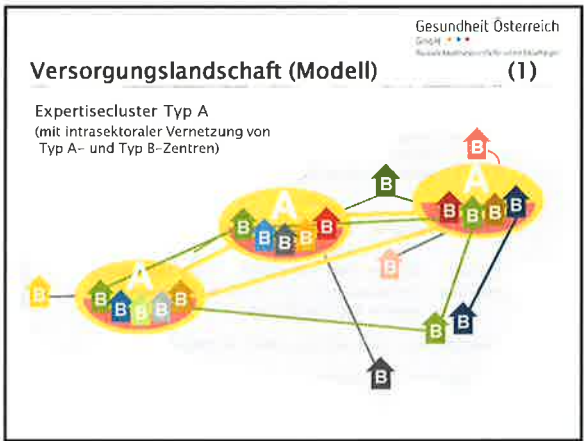 Gesundheit Österreich
GmbH
Versorgungslandschaft (Modell) (1)
Expertisecluster Typ A
(mit intrasektoraler Vernetzung von
Typ A- und Typ B-Zentren)
B
A
B
A
B
B
B
B
B
B
B
B
B
A
B
B
B
B
B
B
B
B
B
B
B